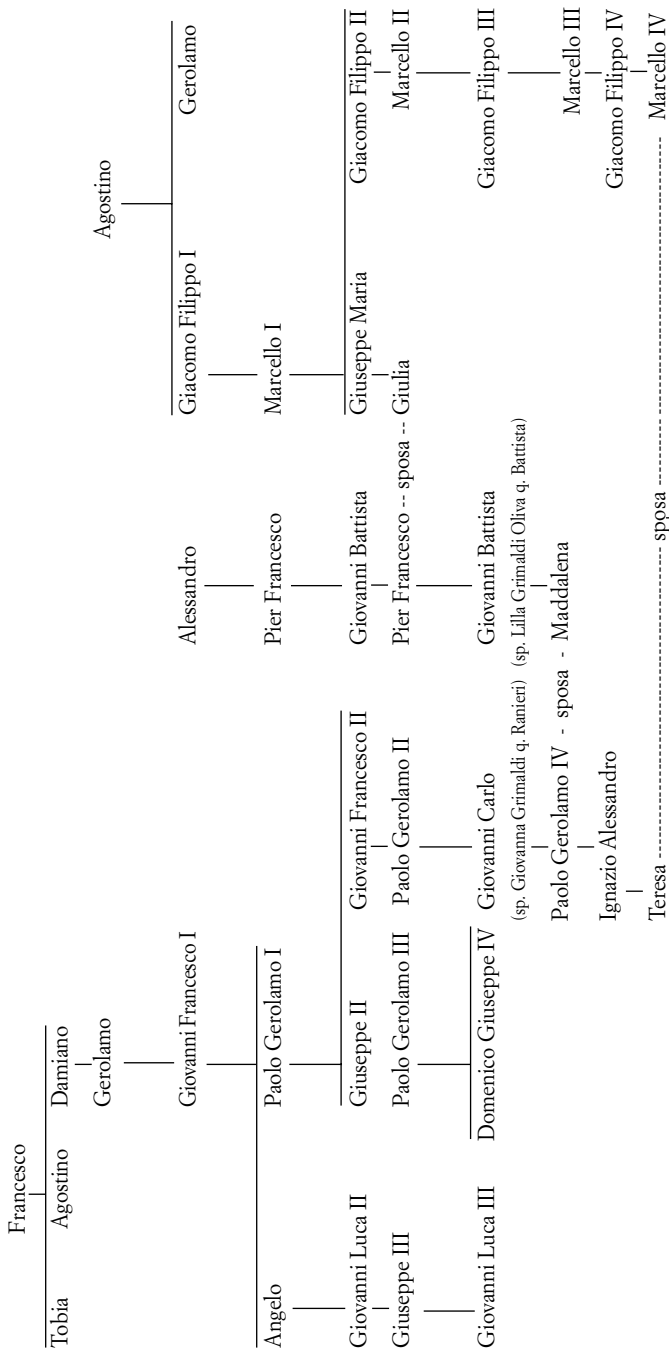 Francesco
Tobia Agostino Damiano
Gerolamo
Agostino
Giovanni Francesco I Alessandro Giacomo Filippo I Gerolamo
Angelo Paolo Gerolamo I Pier Francesco Marcello I
Giovanni Luca II Giuseppe II Giovanni Francesco II Giovanni Battista Giuseppe Maria Giacomo Filippo II
Giuseppe III Paolo Gerolamo III Paolo Gerolamo II Pier Francesco -- sposa -- Giulia Marcello II
Giovanni Luca III Domenico Giuseppe IV Giovanni Carlo Giovanni Battista Giacomo Filippo III
(sp. Giovanna Grimaldi q. Ranieri) (sp. Lilla Grimaldi Oliva q. Battista)
Paolo Gerolamo IV - sposa - Maddalena Marcello III
Ignazio Alessandro Giacomo Filippo IV
Teresa ---- sposa ---- Marcello IV